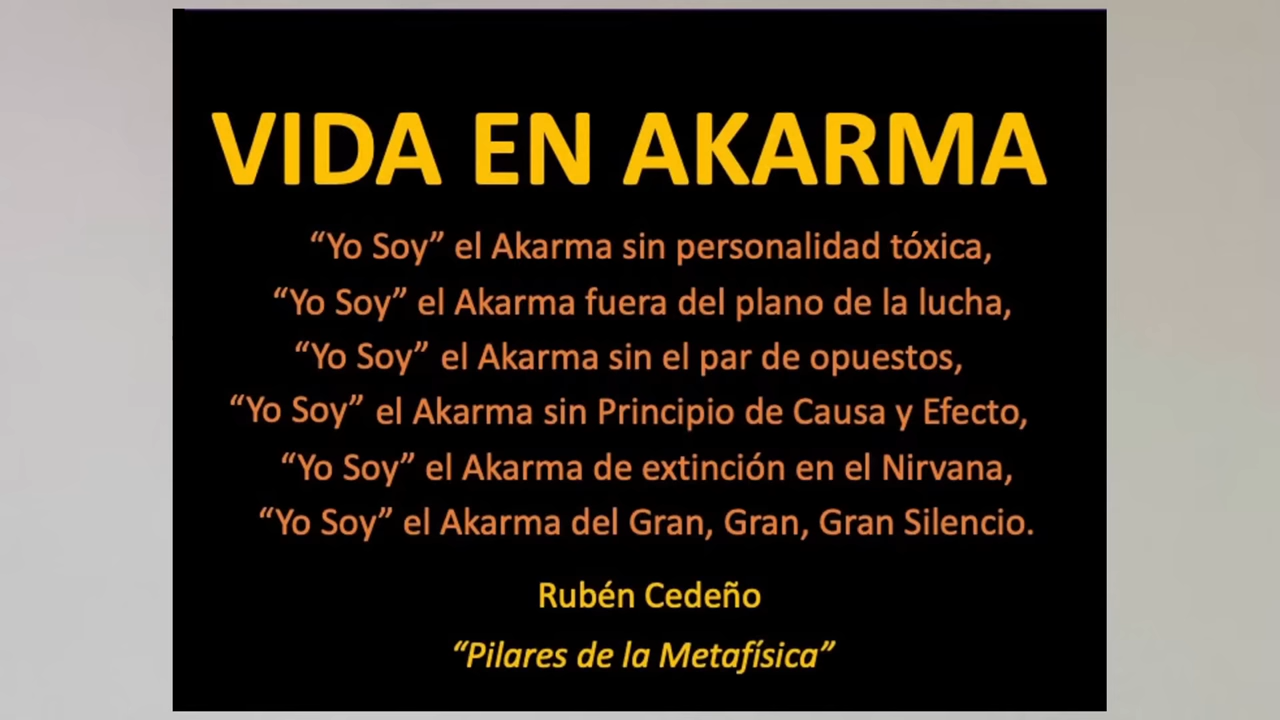 VIDA EN AKARMA
“Yo Soy” el Akarma sin personalidad tóxica,
“Yo Soy” el Akarma fuera del plano de la lucha,
“Yo Soy” el Akarma sin el par de opuestos,
“Yo Soy” el Akarma sin Principio de Causa y Efecto,
“Yo Soy” el Akarma de extinción en el Nirvana,
“Yo Soy” el Akarma del Gran, Gran, Gran Silencio.
Rubén Cedeño
“Pilares de la Metafísica”